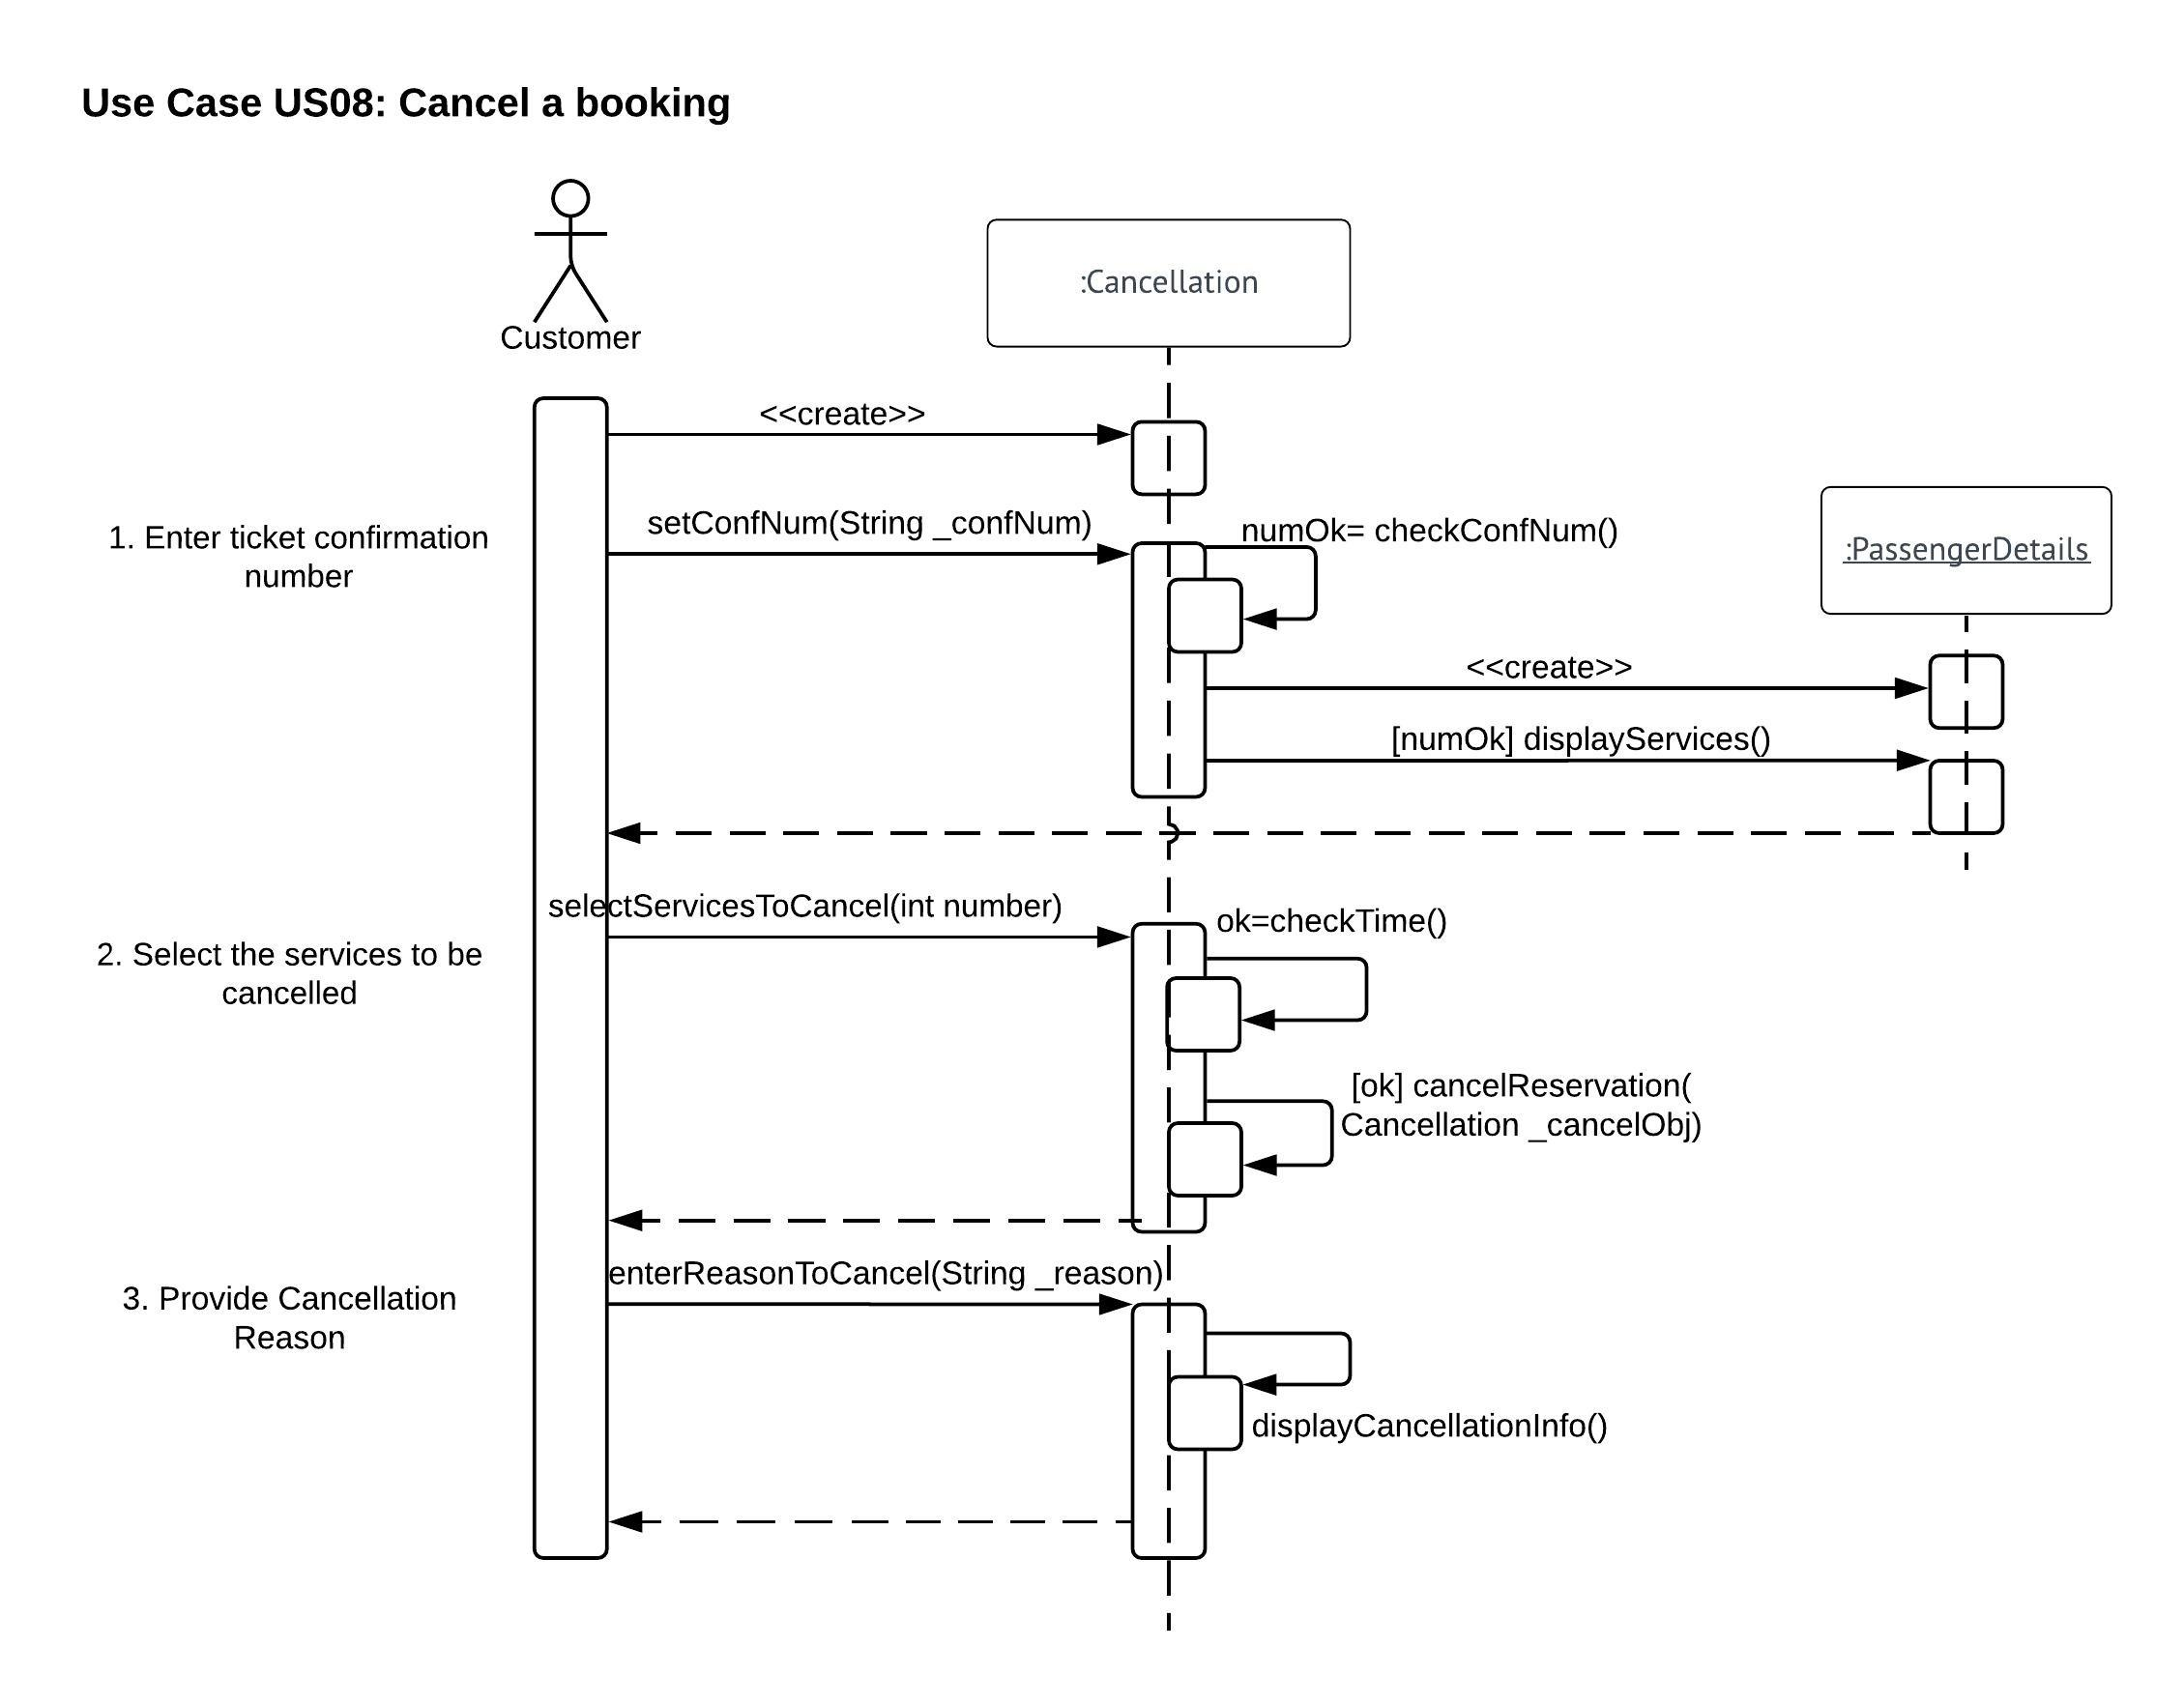 Use Case US08: Cancel a booking
Customer
:Cancellation
<<create>>
1. Enter ticket confirmation
number
setConfNum(String _confNum)
numOk= checkConfNum()
:PassengerDetails
<<create>>
[numOk] displayServices()
selectServicesToCancel(int number)
ok=checkTime()
2. Select the services to be
cancelled
[ok] cancelReservation(
Cancellation _cancelObj)
enterReasonToCancel(String _reason)
3. Provide Cancellation
Reason
displayCancellationInfo()